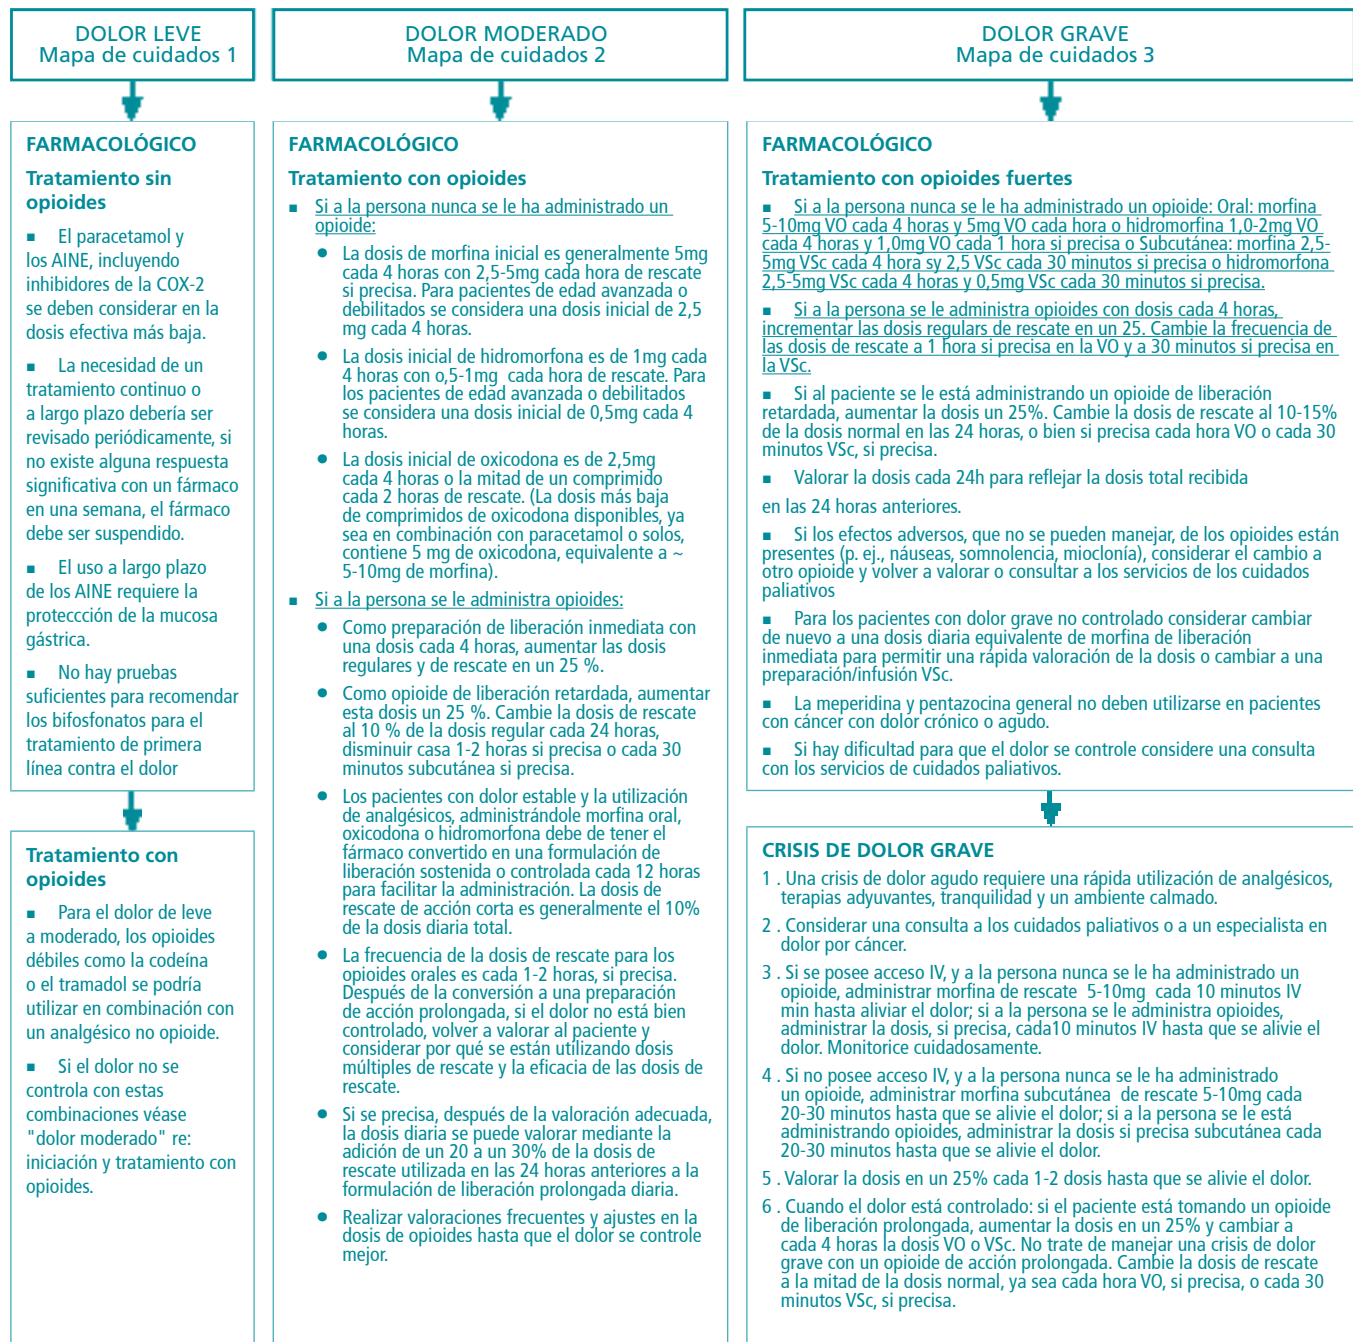 DOLOR LEVE
Mapa de cuidados 1
DOLOR MODERADO
Mapa de cuidados 2
DOLOR GRAVE
Mapa de cuidados 3
FARMACOLÓGICO
Tratamiento sin
opioides
■ El paracetamol y
los AINE, incluyendo
inhibidores de la COX-2
se deben considerar en la
dosis efectiva más baja.
■ La necesidad de un
tratamiento continuo o
a largo plazo debería ser
revisado periódicamente, si
no existe alguna respuesta
significativa con un fármaco
en una semana, el fármaco
debe ser suspendido.
■ El uso a largo plazo
de los AINE requiere la
proteccción de la mucosa
gástrica.
■ No hay pruebas
suficientes para recomendar
los bifosfonatos para el
tratamiento de primera
línea contra el dolor
Tratamiento con
opioides
■ Para el dolor de leve
a moderado, los opioides
débiles como la codeína
o el tramadol se podría
utilizar en combinación con
un analgésico no opioide.
■ Si el dolor no se
controla con estas
combinaciones véase
"dolor moderado" re:
iniciación y tratamiento con
opioides.
FARMACOLÓGICO
Tratamiento con opioides
■ Si a la persona nunca se le ha administrado un
opioide:
● La dosis de morfina inicial es generalmente 5mg
cada 4 horas con 2,5-5mg cada hora de rescate
si precisa. Para pacientes de edad avanzada o
debilitados se considera una dosis inicial de 2,5
mg cada 4 horas.
● La dosis inicial de hidromorfona es de 1mg cada
4 horas con o,5-1mg cada hora de rescate. Para
los pacientes de edad avanzada o debilitados
se considera una dosis inicial de 0,5mg cada 4
horas.
● La dosis inicial de oxicodona es de 2,5mg
cada 4 horas o la mitad de un comprimido
cada 2 horas de rescate. (La dosis más baja
de comprimidos de oxicodona disponibles, ya
sea en combinación con paracetamol o solos,
contiene 5 mg de oxicodona, equivalente a ~
5-10mg de morfina).
■ Si a la persona se le administra opioides:
● Como preparación de liberación inmediata con
una dosis cada 4 horas, aumentar las dosis
regulares y de rescate en un 25 %.
● Como opioide de liberación retardada, aumentar
esta dosis un 25 %. Cambie la dosis de rescate
al 10 % de la dosis regular cada 24 horas,
disminuir casa 1-2 horas si precisa o cada 30
minutos subcutánea si precisa.
● Los pacientes con dolor estable y la utilización
de analgésicos, administrándole morfina oral,
oxicodona o hidromorfona debe de tener el
fármaco convertido en una formulación de
liberación sostenida o controlada cada 12 horas
para facilitar la administración. La dosis de
rescate de acción corta es generalmente el 10%
de la dosis diaria total.
● La frecuencia de la dosis de rescate para los
opioides orales es cada 1-2 horas, si precisa.
Después de la conversión a una preparación
de acción prolongada, si el dolor no está bien
controlado, volver a valorar al paciente y
considerar por qué se están utilizando dosis
múltiples de rescate y la eficacia de las dosis de
rescate.
● Si se precisa, después de la valoración adecuada,
la dosis diaria se puede valorar mediante la
adición de un 20 a un 30% de la dosis de
rescate utilizada en las 24 horas anteriores a la
formulación de liberación prolongada diaria.
● Realizar valoraciones frecuentes y ajustes en la
dosis de opioides hasta que el dolor se controle
mejor.
FARMACOLÓGICO
Tratamiento con opioides fuertes
■ Si a la persona nunca se le ha administrado un opioide: Oral: morfina
5-10mg VO cada 4 horas y 5mg VO cada hora o hidromorfina 1,0-2mg VO
cada 4 horas y 1,0mg VO cada 1 hora si precisa o Subcutánea: morfina 2,5-
5mg VSc cada 4 hora sy 2,5 VSc cada 30 minutos si precisa o hidromorfona
2,5-5mg VSc cada 4 horas y 0,5mg VSc cada 30 minutos si precisa.
■ Si a la persona se le administra opioides con dosis cada 4 horas,
incrementar las dosis regulars de rescate en un 25. Cambie la frecuencia de
las dosis de rescate a 1 hora si precisa en la VO y a 30 minutos si precisa en
la VSc.
■ Si al paciente se le está administrando un opioide de liberación
retardada, aumentar la dosis un 25%. Cambie la dosis de rescate al 10-15%
de la dosis normal en las 24 horas, o bien si precisa cada hora VO o cada 30
minutos VSc, si precisa.
■ Valorar la dosis cada 24h para reflejar la dosis total recibida
en las 24 horas anteriores.
■ Si los efectos adversos, que no se pueden manejar, de los opioides están
presentes (p. ej., náuseas, somnolencia, mioclonía), considerar el cambio a
otro opioide y volver a valorar o consultar a los servicios de los cuidados
paliativos
■ Para los pacientes con dolor grave no controlado considerar cambiar
de nuevo a una dosis diaria equivalente de morfina de liberación
inmediata para permitir una rápida valoración de la dosis o cambiar a una
preparación/infusión VSc.
■ La meperidina y pentazocina general no deben utilizarse en pacientes
con cáncer con dolor crónico o agudo.
■ Si hay dificultad para que el dolor se controle considere una consulta
con los servicios de cuidados paliativos.
CRISIS DE DOLOR GRAVE
1 . Una crisis de dolor agudo requiere una rápida utilización de analgésicos,
terapias adyuvantes, tranquilidad y un ambiente calmado.
2 . Considerar una consulta a los cuidados paliativos o a un especialista en
dolor por cáncer.
3 . Si se posee acceso IV, y a la persona nunca se le ha administrado un
opioide, administrar morfina de rescate 5-10mg cada 10 minutos IV
min hasta aliviar el dolor; si a la persona se le administra opioides,
administrar la dosis, si precisa, cada10 minutos IV hasta que se alivie el
dolor. Monitorice cuidadosamente.
4 . Si no posee acceso IV, y a la persona nunca se le ha administrado
un opioide, administrar morfina subcutánea de rescate 5-10mg cada
20-30 minutos hasta que se alivie el dolor; si a la persona se le está
administrando opioides, administrar la dosis si precisa subcutánea cada
20-30 minutos hasta que se alivie el dolor.
5 . Valorar la dosis en un 25% cada 1-2 dosis hasta que se alivie el dolor.
6 . Cuando el dolor está controlado: si el paciente está tomando un opioide
de liberación prolongada, aumentar la dosis en un 25% y cambiar a
cada 4 horas la dosis VO o VSc. No trate de manejar una crisis de dolor
grave con un opioide de acción prolongada. Cambie la dosis de rescate
a la mitad de la dosis normal, ya sea cada hora VO, si precisa, o cada 30
minutos VSc, si precisa.